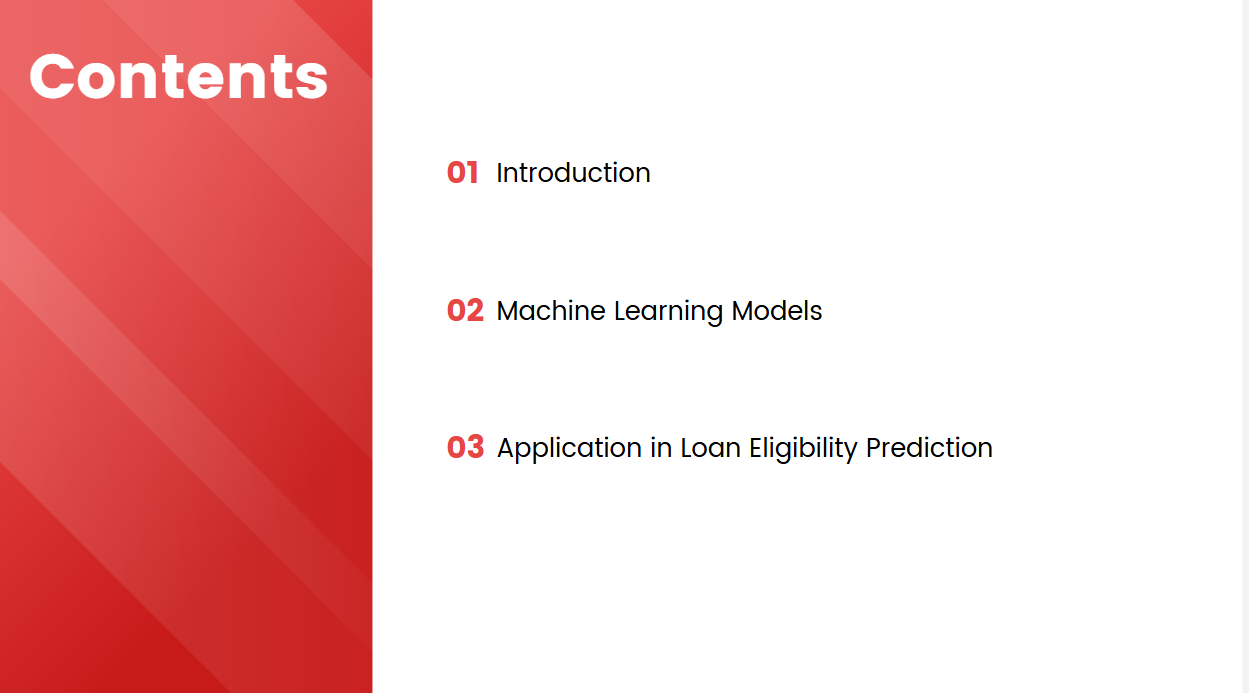 Contents
01 Introduction
02 Machine Learning Models
03 Application in Loan Eligibility Prediction